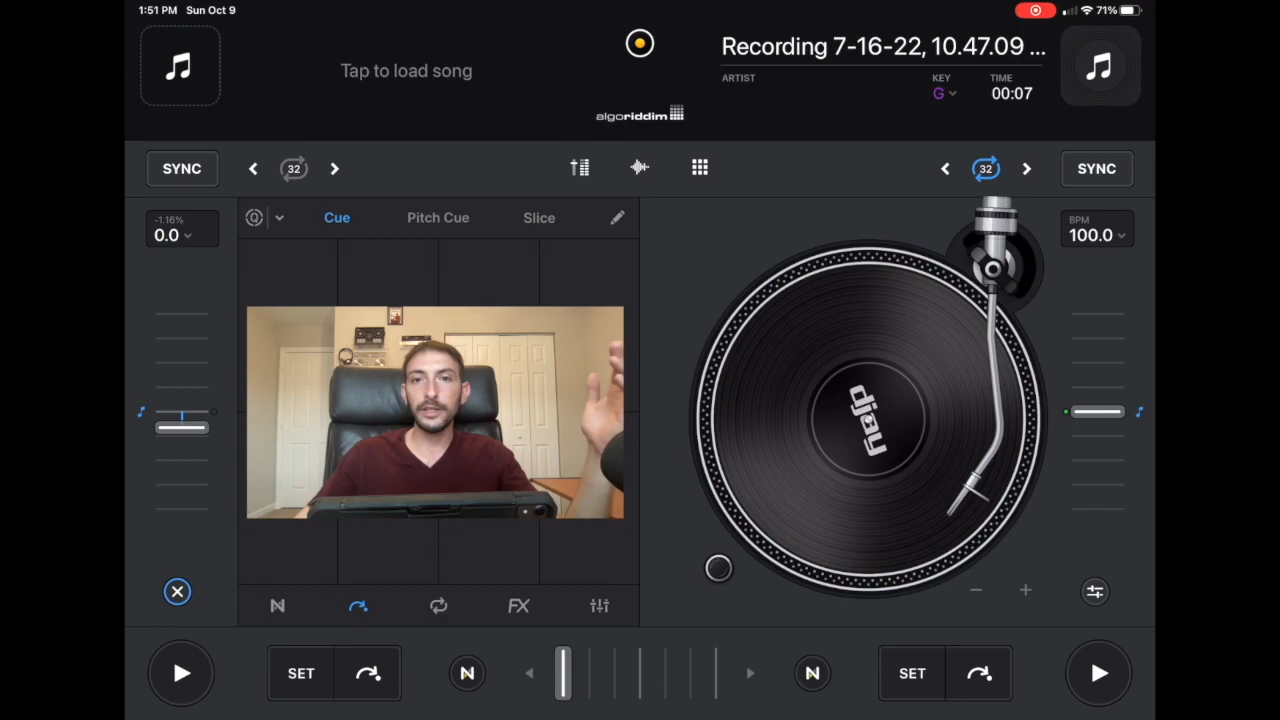 1:51 PM Sun Oct 9
71%
Tap to load song
Recording 7-16-22, 10.47.09 ...
ARTIST
KEY
TIME
G
00:07
algoriddim
SYNC
32
32
SYNC
-1.16%
0.0
Cue
Pitch Cue
Slice
BPM
100.0
djay
FX
SET
N
N
SET